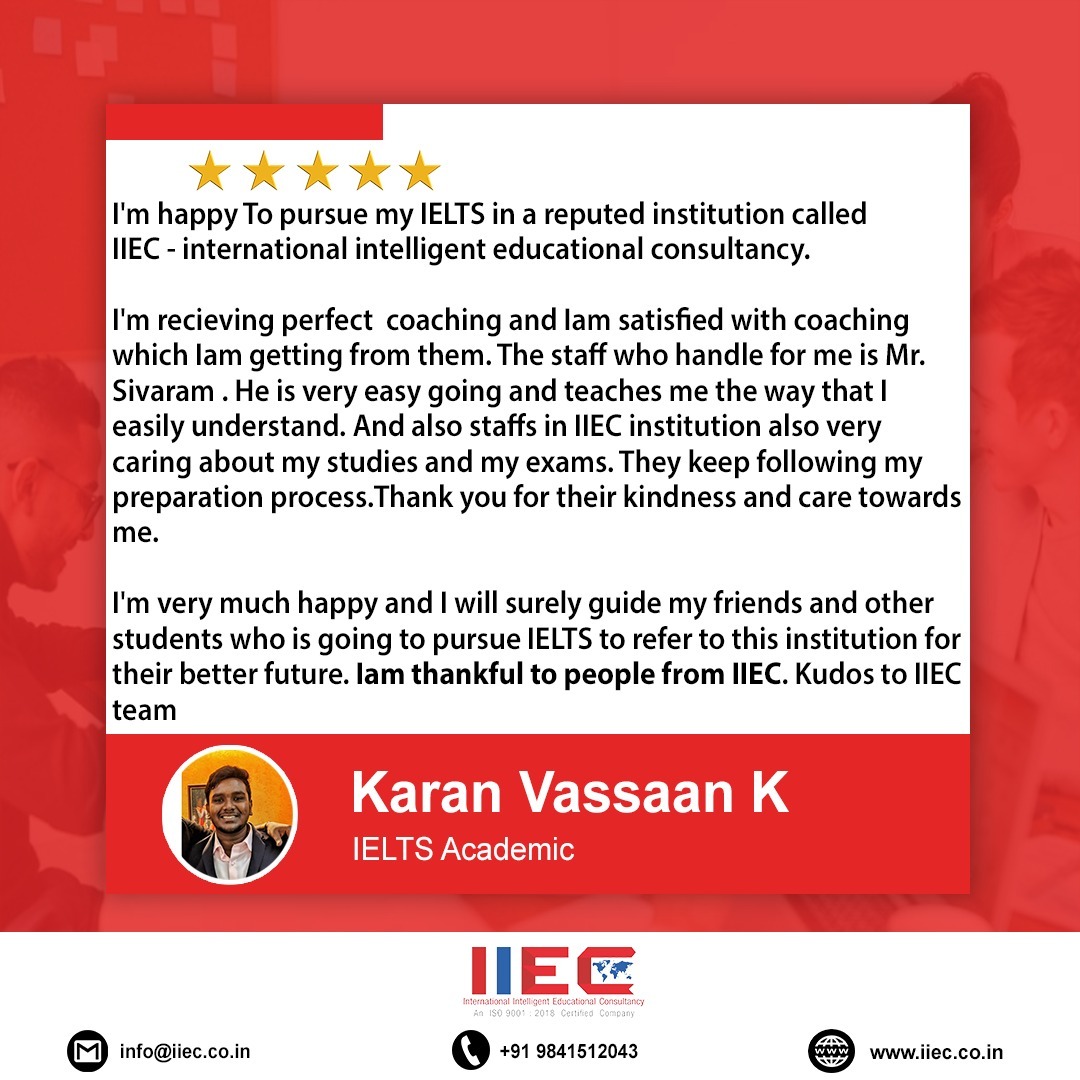 I'm happy To pursue my IELTS in a reputed institution called
IIEC - international intelligent educational consultancy.
I'm recieving perfect  coaching and Iam satisfied with coaching
which Iam getting from them. The staff who handle for me is Mr.
Sivaram . He is very easy going and teaches me the way that I
easily understand. And also staffs in IIEC institution also very
caring about my studies and my exams. They keep following my
preparation process.Thank you for their kindness and care towards
me.
I'm very much happy and I will surely guide my friends and other
students who is going to pursue IELTS to refer to this institution for
their better future. Iam thankful to people from IIEC. Kudos to IIEC
team
Karan Vassaan K
IELTS Academic
IIEC
International Intelligent Educational Consultancy
An ISO 9001 : 2018 Certified Company
info@iiec.co.in
+91 9841512043
www.iiec.co.in